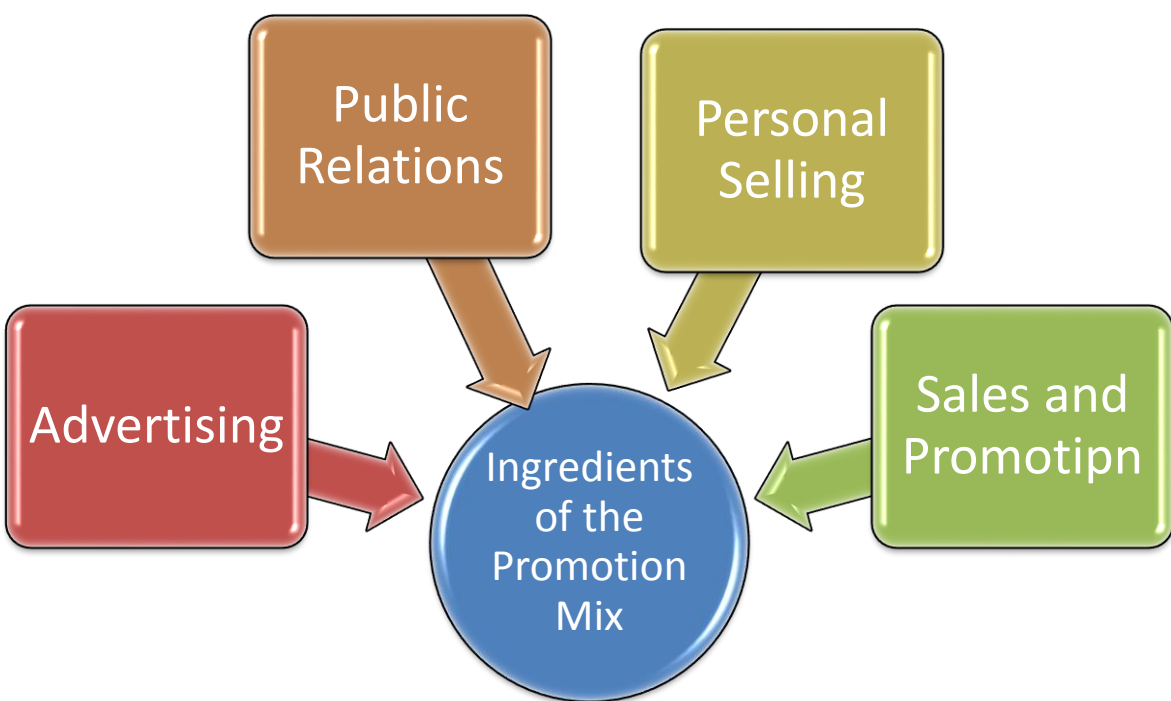 Public
Relations
Personal
Selling
Advertising
Sales and
Promotipn
Ingredients
of the
Promotion
Mix